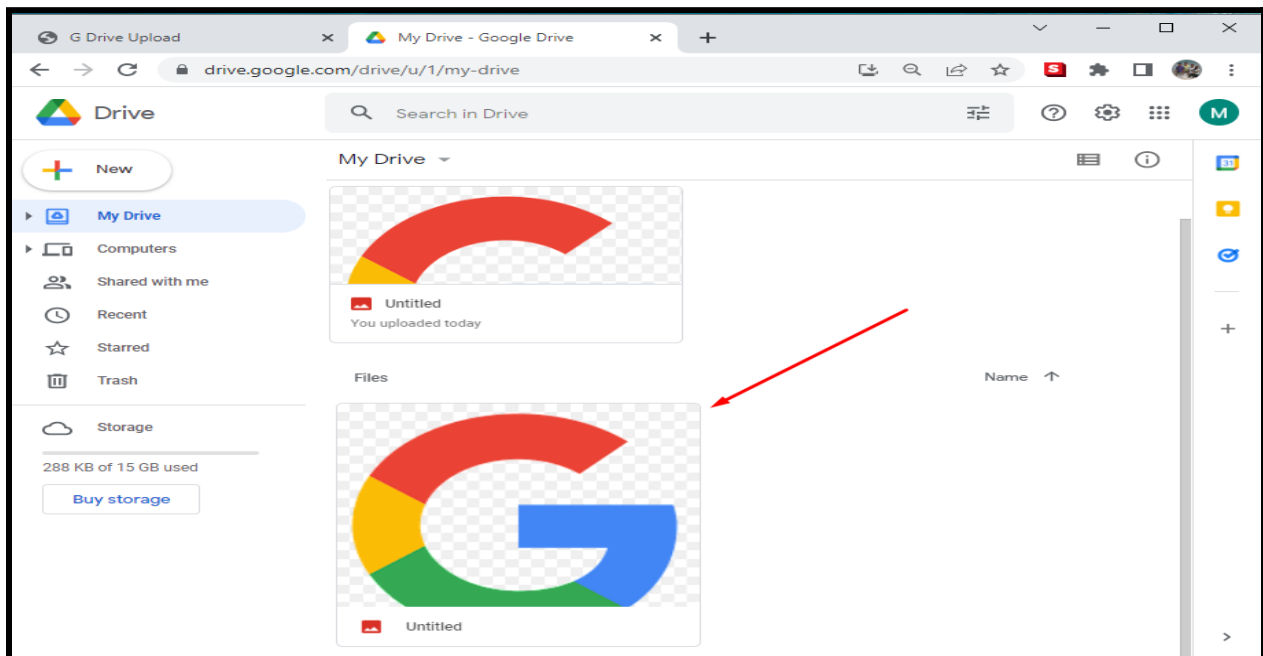 G Drive Upload
My Drive - Google Drive
drive.google.com/drive/u/1/my-drive
S
Drive
Search in Drive
M
New
My Drive
31
My Drive
Computers
Shared with me
Recent
Starred
Trash
Storage
288 KB of 15 GB used
Buy storage
Untitled
You uploaded today
Files
Name
Untitled